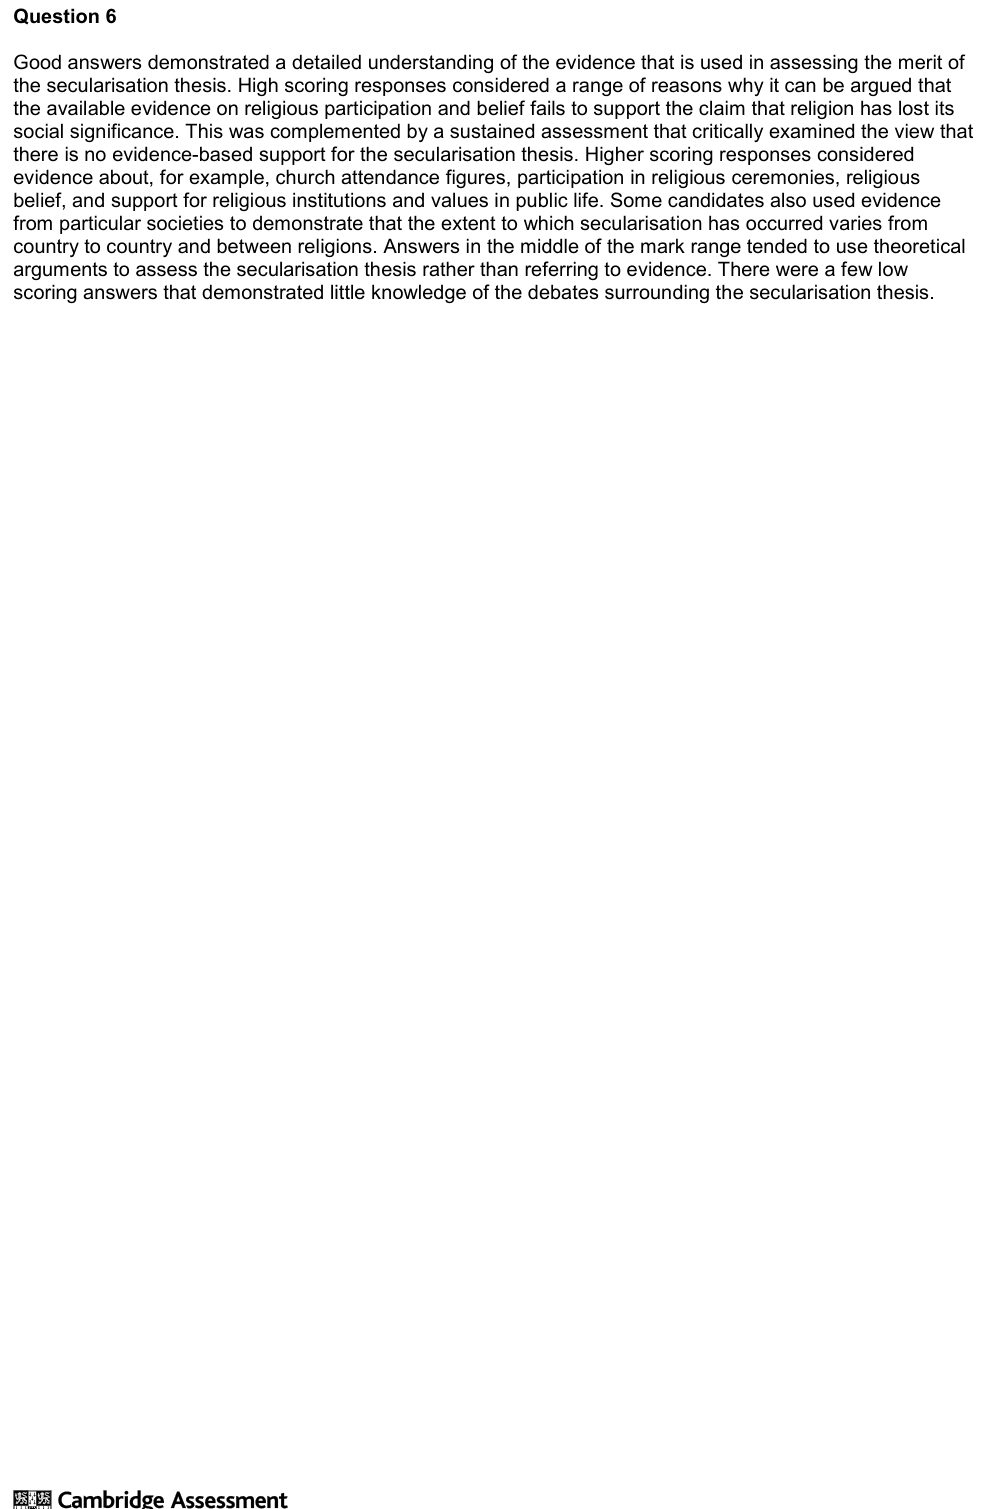 Question 6
Good answers demonstrated a detailed understanding of the evidence that is used in assessing the merit of
the secularisation thesis. High scoring responses considered a range of reasons why it can be argued that
the available evidence on religious participation and belief fails to support the claim that religion has lost its
social significance. This was complemented by a sustained assessment that critically examined the view that
there is no evidence-based support for the secularisation thesis. Higher scoring responses considered
evidence about, for example, church attendance figures, participation in religious ceremonies, religious
belief, and support for religious institutions and values in public life. Some candidates also used evidence
from particular societies to demonstrate that the extent to which secularisation has occurred varies from
country to country and between religions. Answers in the middle of the mark range tended to use theoretical
arguments to assess the secularisation thesis rather than referring to evidence. There were a few low
scoring answers that demonstrated little knowledge of the debates surrounding the secularisation thesis.
Cambridge Assessment